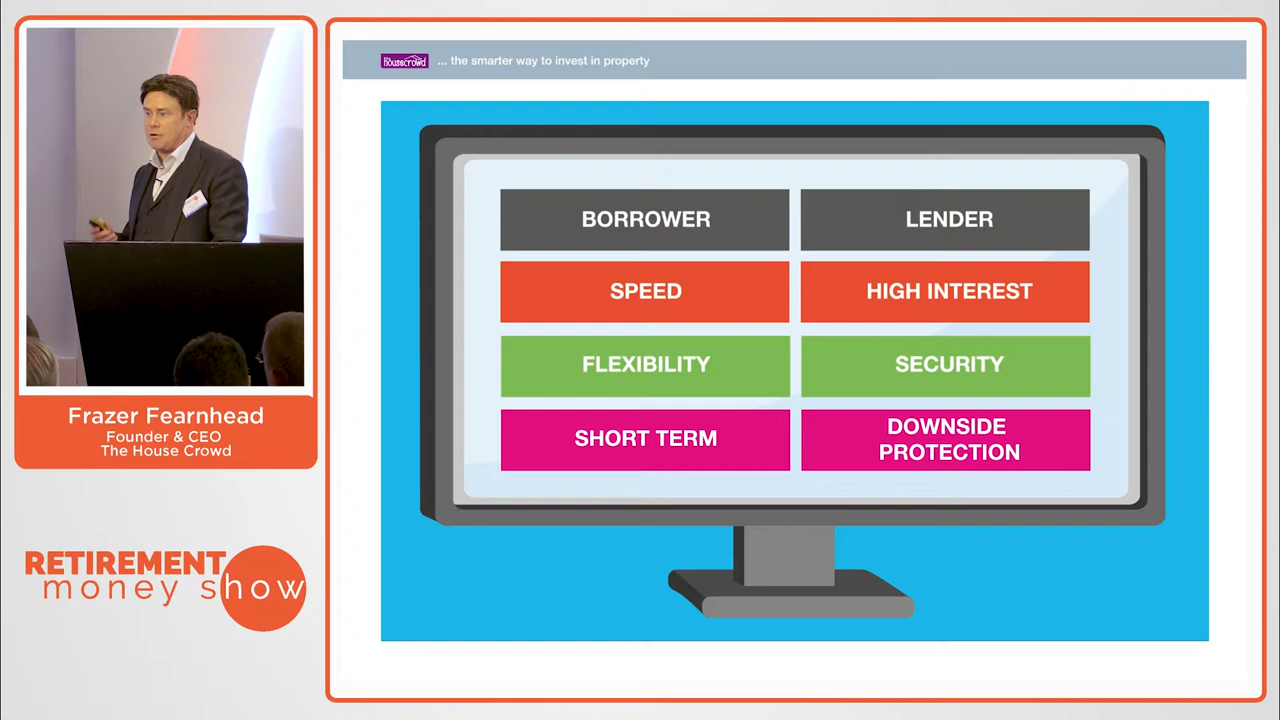 housecrowd
... the smarter way to invest in property
BORROWER
LENDER
SPEED
HIGH INTEREST
FLEXIBILITY
SECURITY
SHORT TERM
DOWNSIDE
PROTECTION
Frazer Fearnhead
Founder & CEO
The House Crowd
RETIREMENT
money show